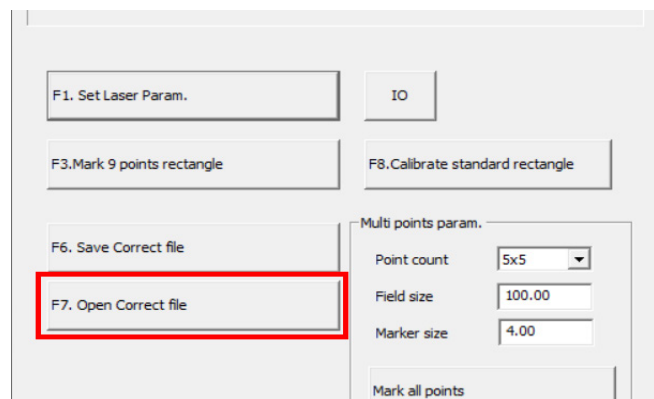 F1. Set Laser Param.
IO
F3.Mark 9 points rectangle
F8.Calibrate standard rectangle
F6. Save Correct file
F7. Open Correct file
Multi points param.
Point count 5x5
Field size 100.00
Marker size 4.00
Mark all points